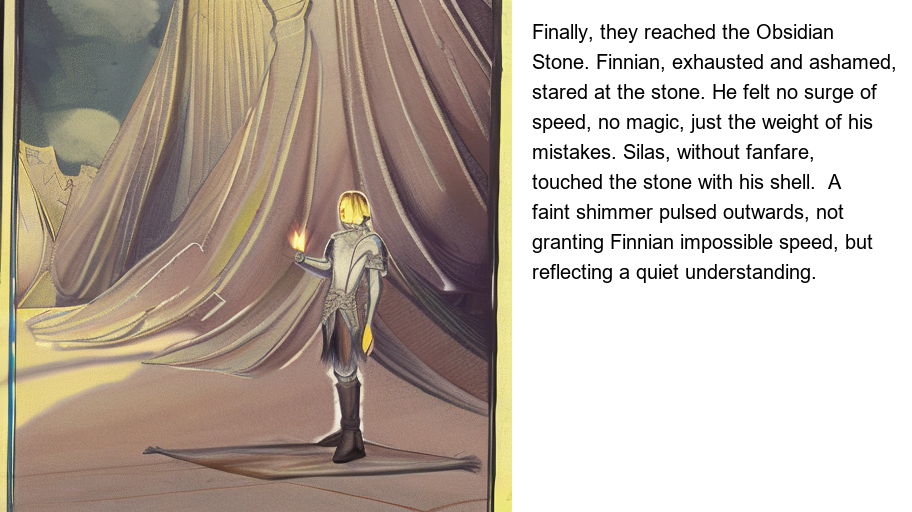 Finally, they reached the Obsidian
Stone. Finnian, exhausted and ashamed,
stared at the stone. He felt no surge of
speed, no magic, just the weight of his
mistakes. Silas, without fanfare,
touched the stone with his shell.  A
faint shimmer pulsed outwards, not
granting Finnian impossible speed, but
reflecting a quiet understanding.